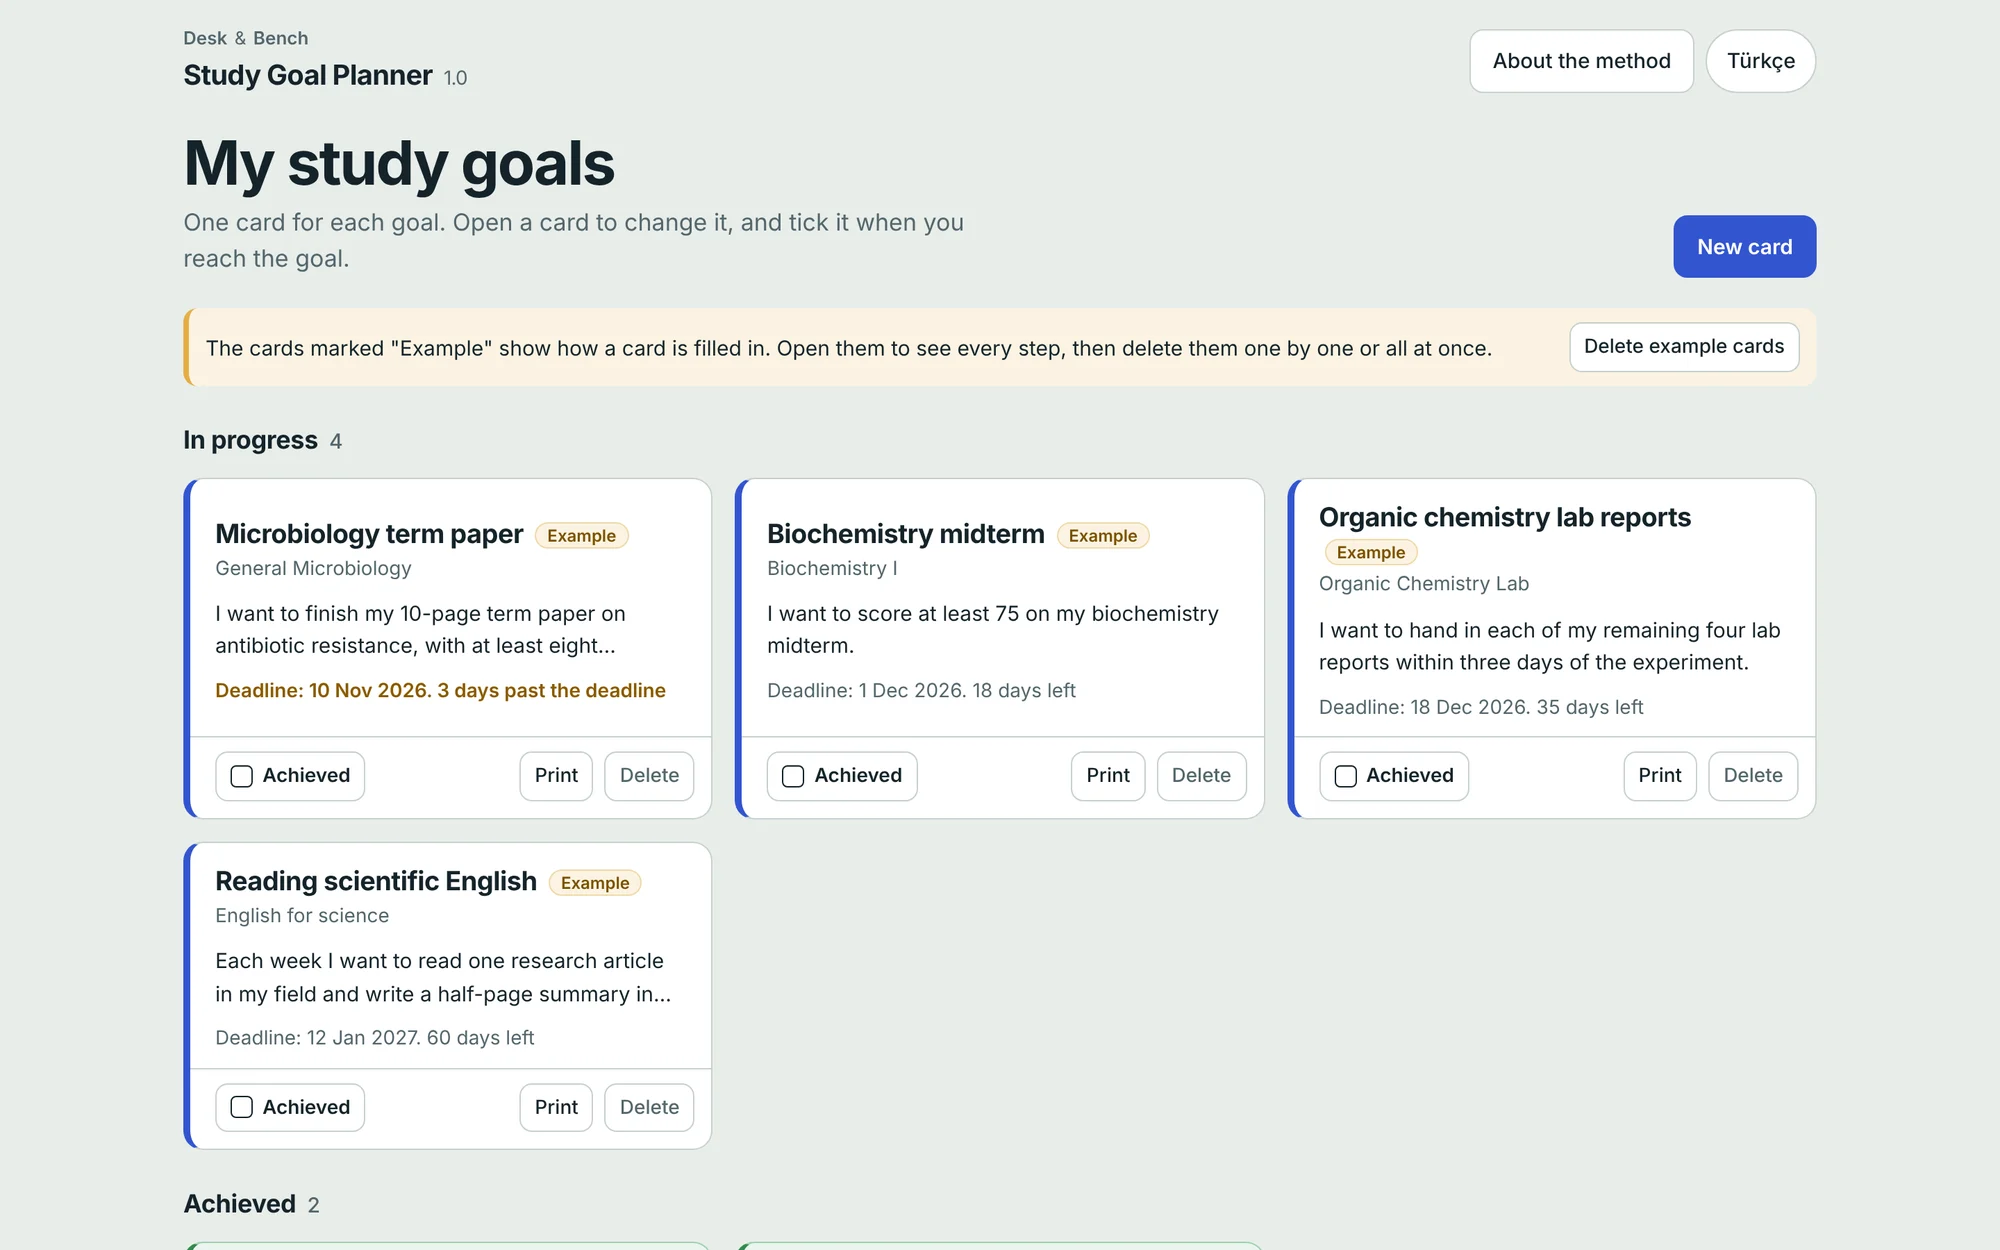 Desk & Bench
Study Goal Planner 1.0
About the method
Türkçe
My study goals
One card for each goal. Open a card to change it, and tick it when you
reach the goal.
New card
The cards marked "Example" show how a card is filled in. Open them to see every step, then delete them one by one or all at once.
Delete example cards
In progress 4
Microbiology term paper Example
General Microbiology
I want to finish my 10-page term paper on
antibiotic resistance, with at least eight...
Deadline: 10 Nov 2026. 3 days past the deadline
Achieved
Print
Delete
Biochemistry midterm Example
Biochemistry I
I want to score at least 75 on my biochemistry
midterm.
Deadline: 1 Dec 2026. 18 days left
Achieved
Print
Delete
Organic chemistry lab reports
Example
Organic Chemistry Lab
I want to hand in each of my remaining four lab
reports within three days of the experiment.
Deadline: 18 Dec 2026. 35 days left
Achieved
Print
Delete
Reading scientific English Example
English for science
Each week I want to read one research article
in my field and write a half-page summary in...
Deadline: 12 Jan 2027. 60 days left
Achieved
Print
Delete
Achieved 2